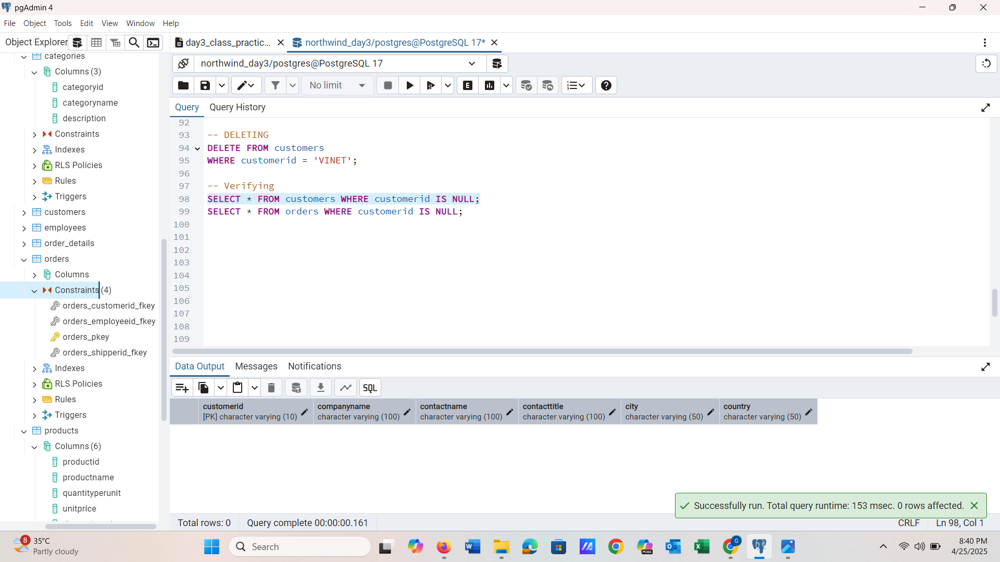 pgAdmin 4
File Object Tools Edit View Window Help
Object Explorer
day3_class_practic...
northwind_day3/postgres@PostgreSQL 17*
northwind_day3/postgres@PostgreSQL 17
No limit
E
Query Query History
categories
Columns (3)
categoryid
categoryname
description
Constraints
Indexes
RLS Policies
Rules
Triggers
customers
employees
order_details
orders
Columns
Constraints (4)
orders_customerid_fkey
orders_employeeid_fkey
orders_pkey
orders_shipperid_fkey
Indexes
RLS Policies
Rules
Triggers
products
Columns (6)
productid
productname
quantityperunit
unitprice
92
93 -- DELETING
94 DELETE FROM customers
95 WHERE customerid = 'VINET';
96
97 -- Verifying
98 SELECT * FROM customers WHERE customerid IS NULL;
99 SELECT * FROM orders WHERE customerid IS NULL;
100
101
102
103
104
105
106
107
108
109
Data Output Messages Notifications
SQL
customerid
[PK] character varying (10)
companyname
character varying (100)
contactname
character varying (100)
contacttitle
character varying (100)
city
character varying (50)
country
character varying (50)
Successfully run. Total query runtime: 153 msec. 0 rows affected.
Total rows: 0 Query complete 00:00:00.161 CRLF Ln 98, Col 1
8
35°C
Partly cloudy
Search
M365
G
8:40 PM
4/25/2025